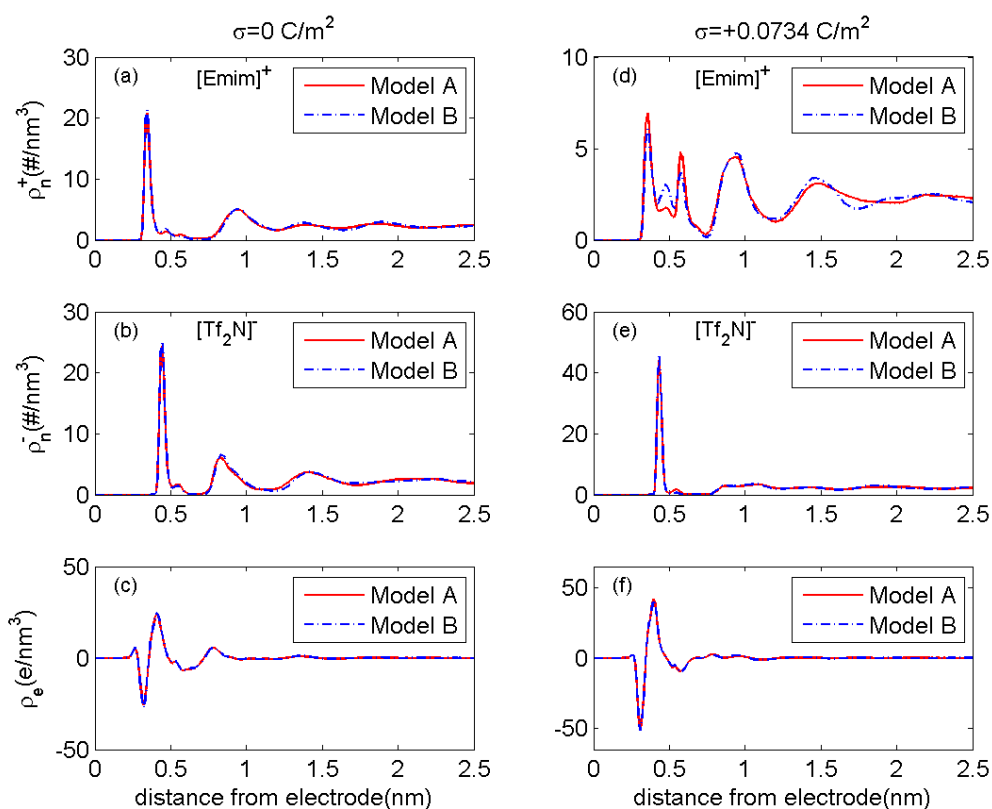 σ=0 C/m²
σ=+0.0734 C/m²
(a)
[Emim]⁺
Model A
Model B
ρₙ⁺(#/nm³)
30
20
10
0
0 0.5 1 1.5 2 2.5
(d)
[Emim]⁺
Model A
Model B
10
5
0
0 0.5 1 1.5 2 2.5
(b)
[Tf₂N]⁻
Model A
Model B
ρₙ⁻(#/nm³)
30
20
10
0
0 0.5 1 1.5 2 2.5
(e)
[Tf₂N]⁻
Model A
Model B
60
40
20
0
0 0.5 1 1.5 2 2.5
(c)
Model A
Model B
ρₑ(e/nm³)
50
0
-50
0 0.5 1 1.5 2 2.5
distance from electrode(nm)
(f)
Model A
Model B
50
0
-50
0 0.5 1 1.5 2 2.5
distance from electrode(nm)